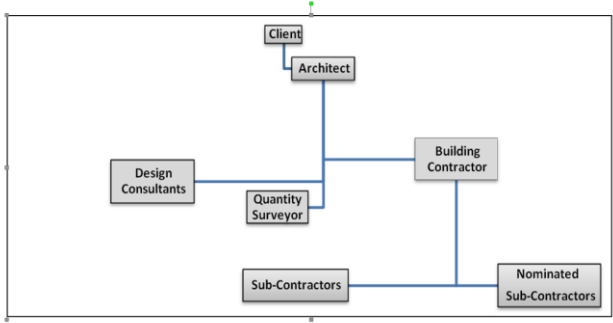 Client
Architect
Building
Contractor
Design
Consultants
Quantity
Surveyor
Sub-Contractors
Nominated
Sub-Contractors